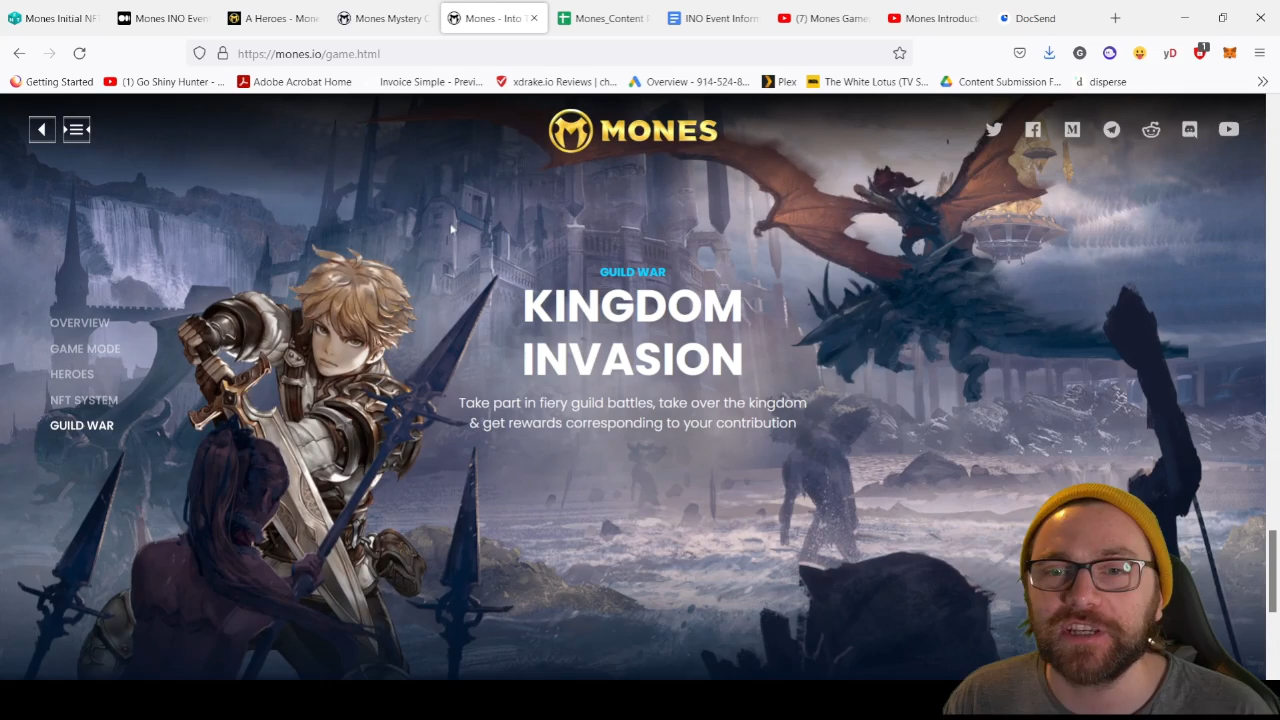 Mones Initial NF
Mones INO Even
A Heroes - Mone
Mones Mystery C
Mones - Into T
Mones_Content
INO Event Inform
(7) Mones Game
Mones Introduct
DocSend
https://mones.io/game.html
1
Getting Started
(1) Go Shiny Hunter -...
Adobe Acrobat Home
Invoice Simple - Previ...
xdrake.io Reviews | ch...
Overview - 914-524-8...
Plex
The White Lotus (TV S...
Content Submission F...
disperse
MONES
GUILD WAR
KINGDOM
INVASION
Take part in fiery guild battles, take over the kingdom
& get rewards corresponding to your contribution
OVERVIEW
GAME MODE
HEROES
NFT SYSTEM
GUILD WAR